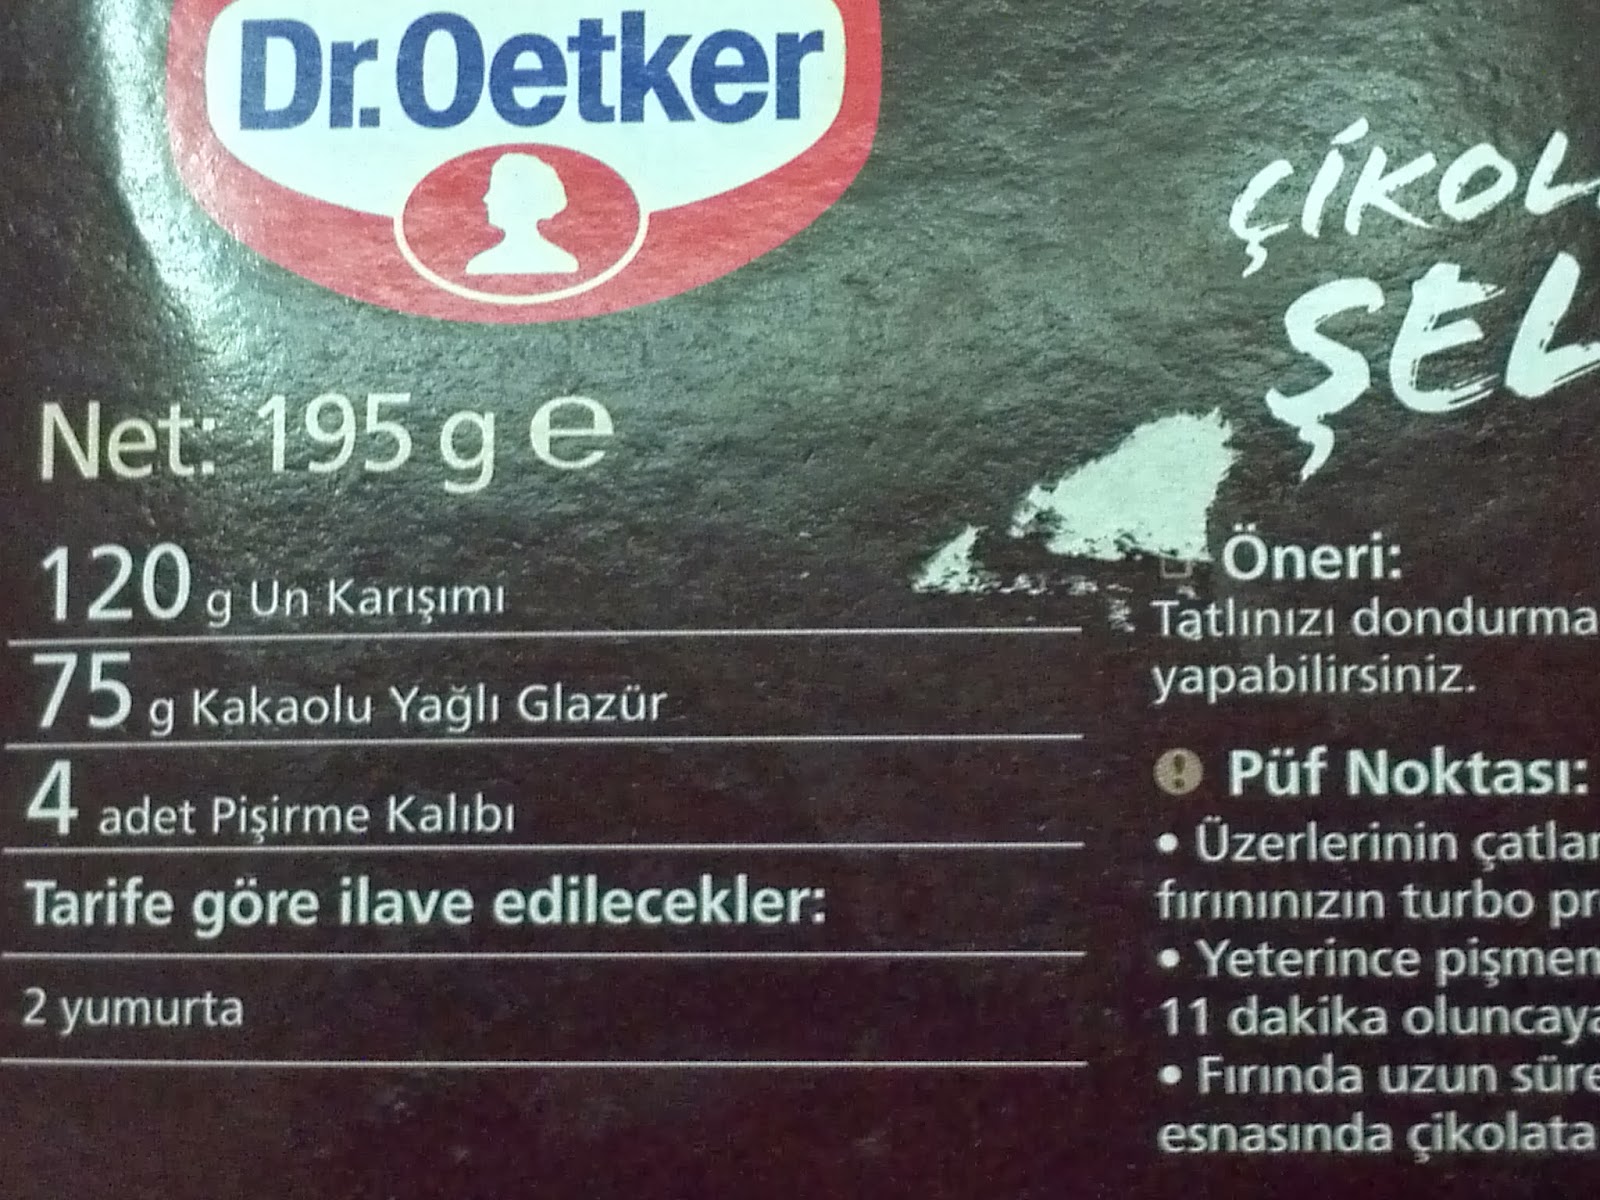 Dr.Oetker
ÇİKOL
ŞEL
Net: 195 g e
120 g Un Karışımı
75 g Kakaolu Yağlı Glazür
4 adet Pişirme Kalıbı
Tarife göre ilave edilecekler:
2 yumurta
Öneri:
Tatlınızı dondurma
yapabilirsiniz.
Püf Noktası:
• Üzerlerinin çatlar
fırınınızın turbo pr
• Yeterince pişmen
11 dakika oluncaya
• Fırında uzun süre
esnasında çikolata